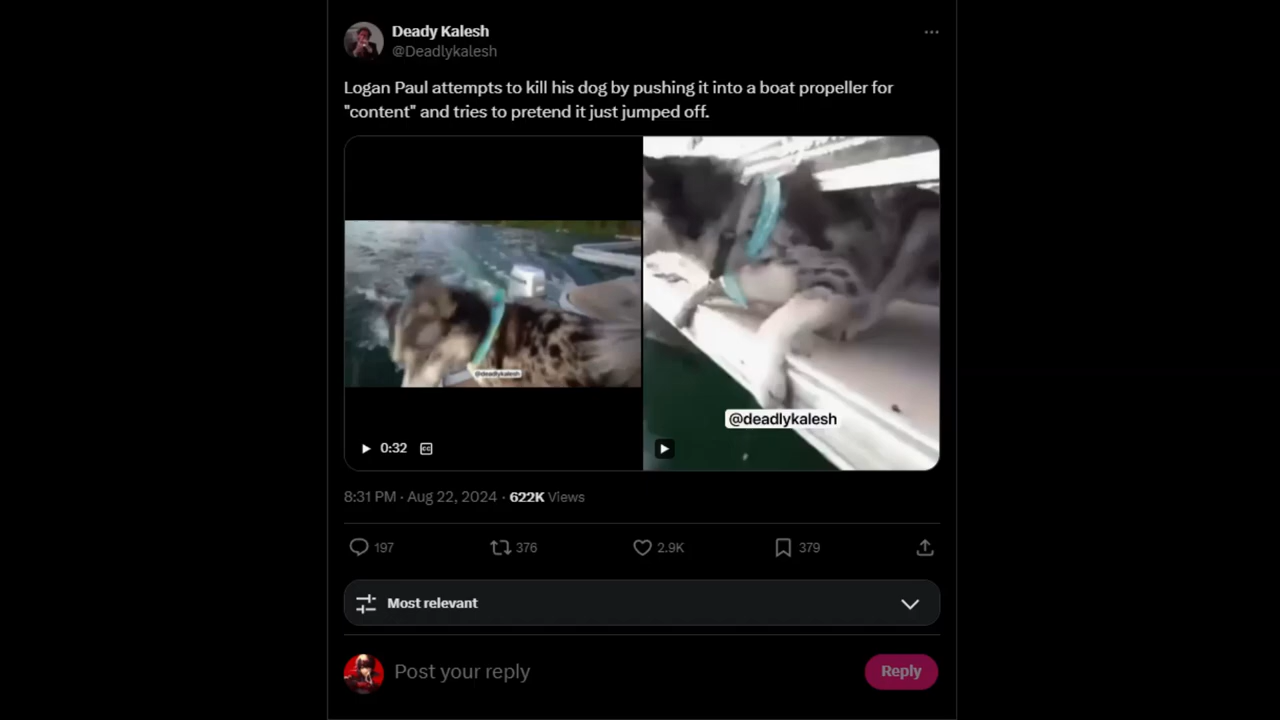 Deady Kalesh
@Deadlykalesh
Logan Paul attempts to kill his dog by pushing it into a boat propeller for
"content" and tries to pretend it just jumped off.
@deadlykalesh
@deadlykalesh
0:32 CC
8:31 PM · Aug 22, 2024 · 622K Views
197 376 2.9K 379
Most relevant
Post your reply Reply